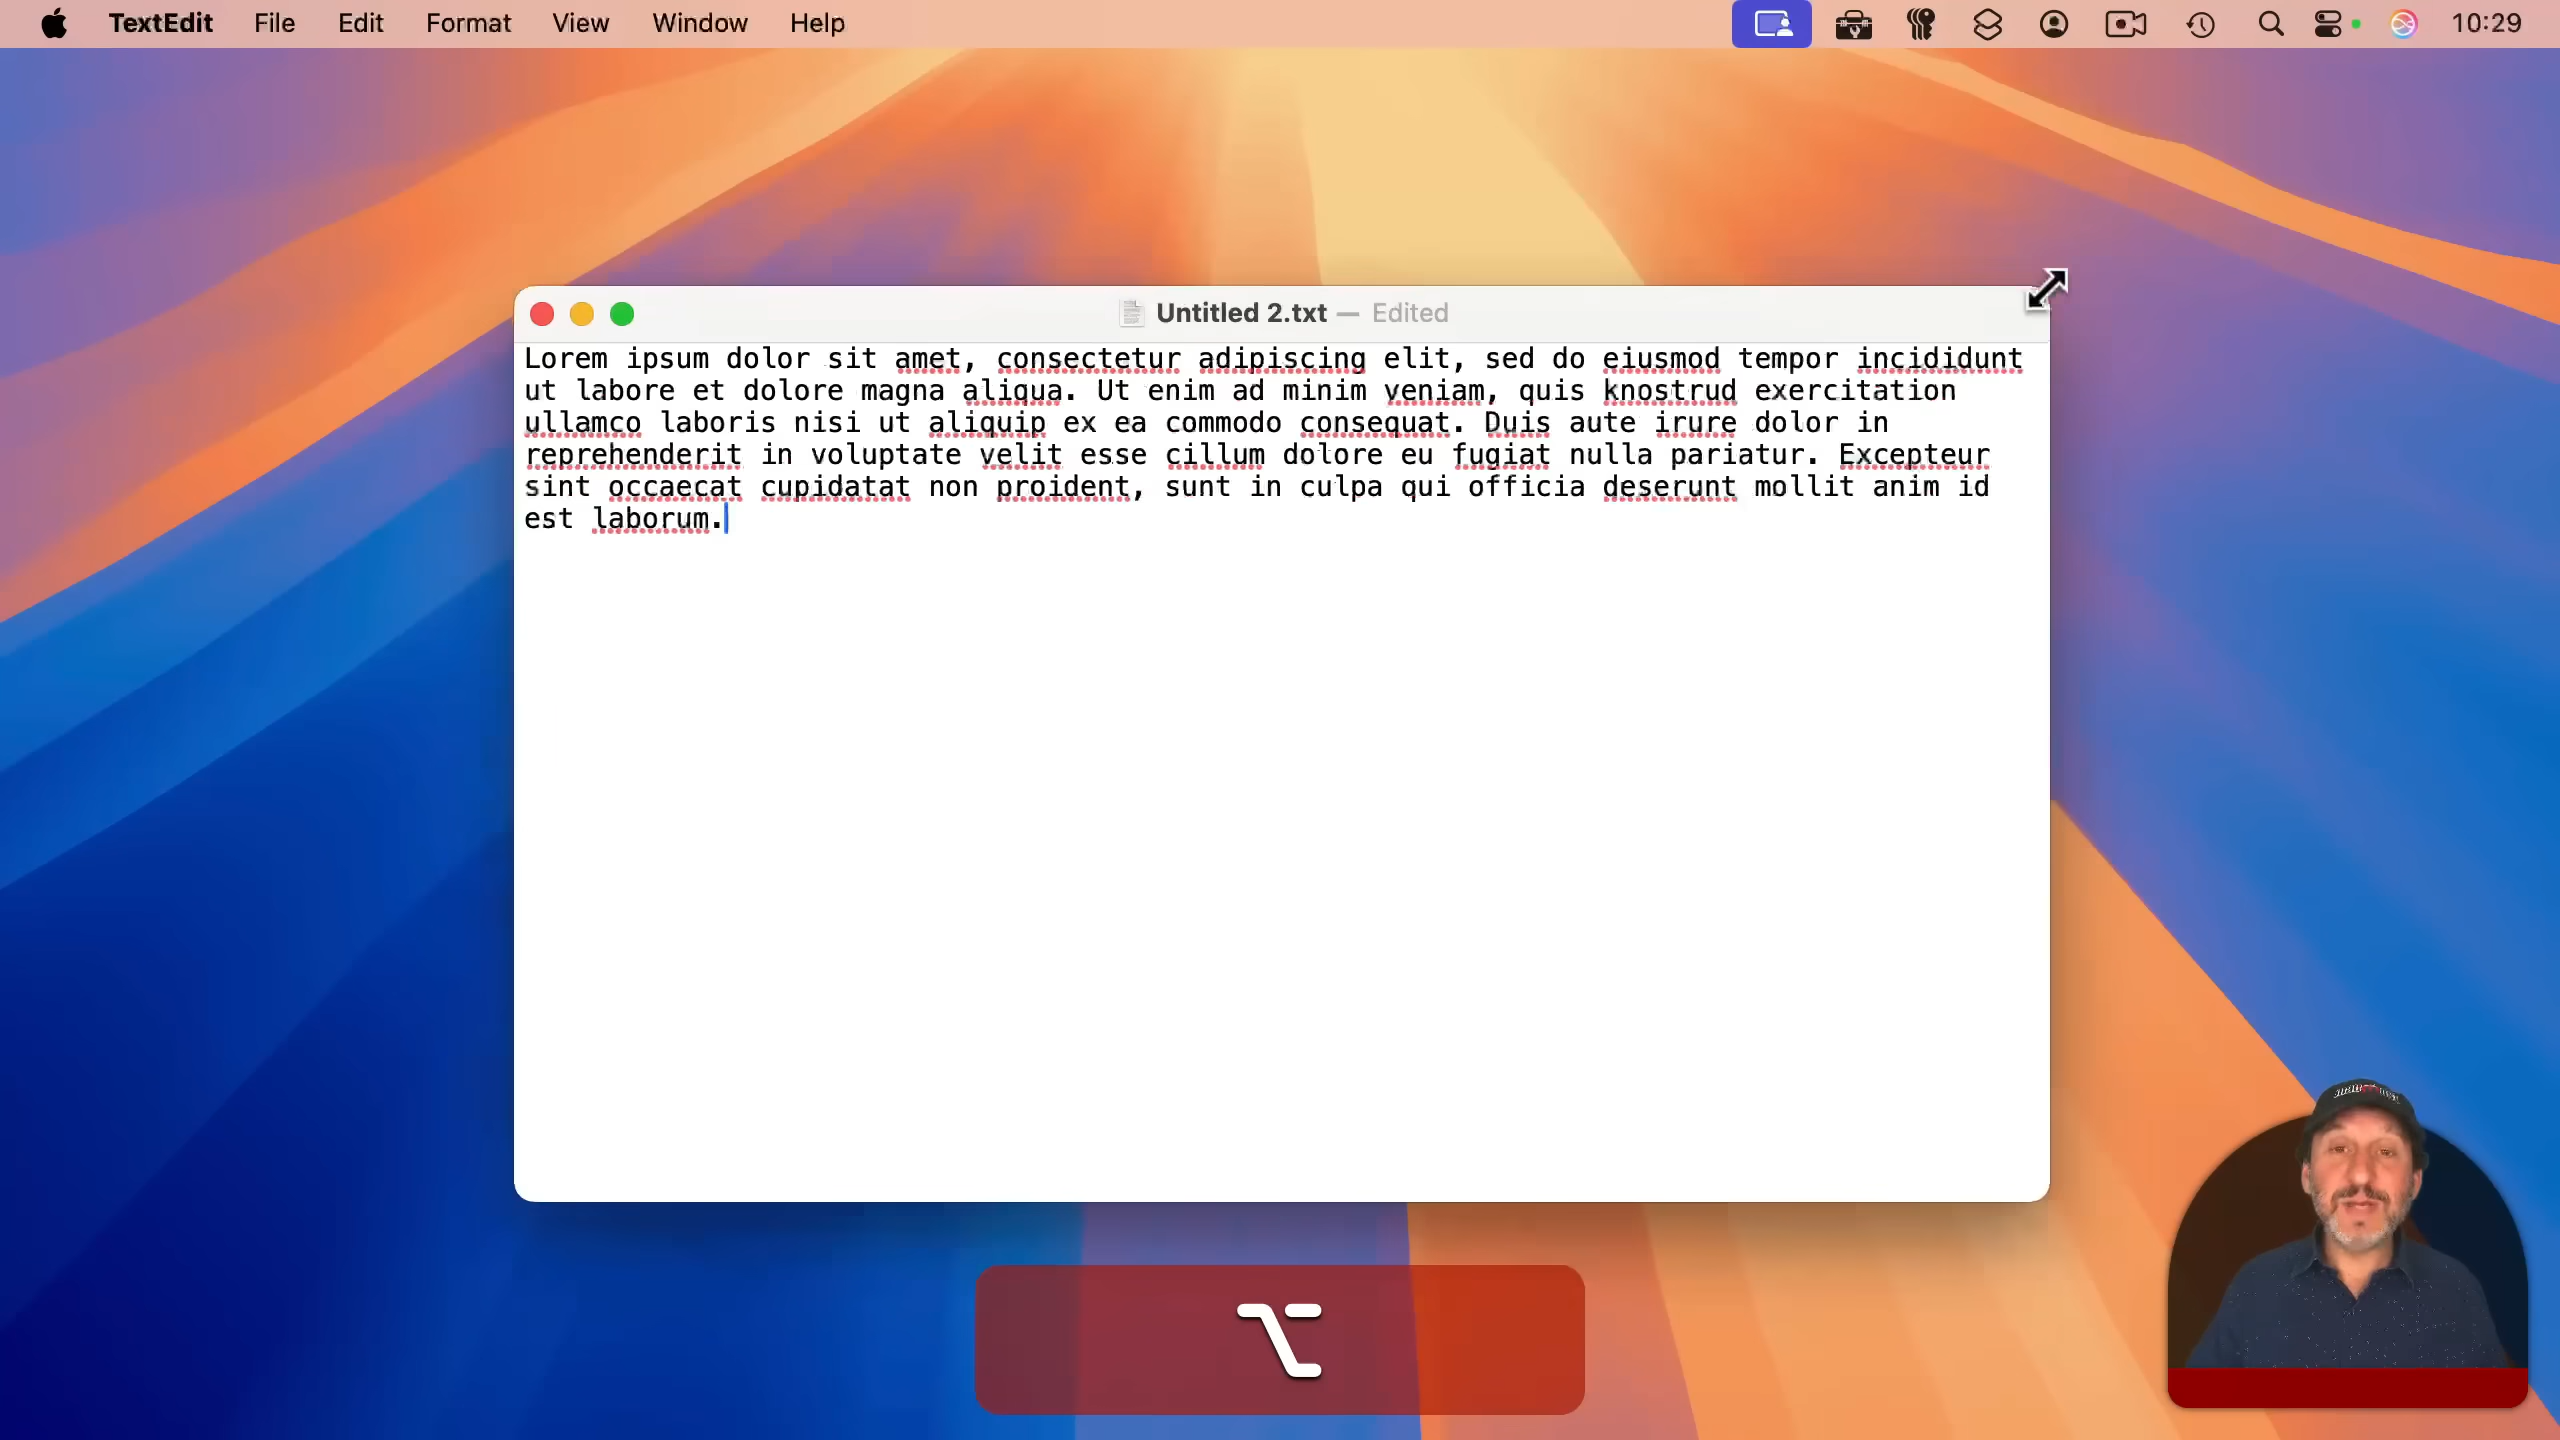 TextEdit File Edit Format View Window Help 10:29
Untitled 2.txt — Edited
Lorem ipsum dolor sit amet, consectetur adipiscing elit, sed do eiusmod tempor incididunt
ut labore et dolore magna aliqua. Ut enim ad minim veniam, quis knostrud exercitation
ullamco laboris nisi ut aliquip ex ea commodo consequat. Duis aute irure dolor in
reprehenderit in voluptate velit esse cillum dolore eu fugiat nulla pariatur. Excepteur
sint occaecat cupidatat non proident, sunt in culpa qui officia deserunt mollit anim id
est laborum.
⌥